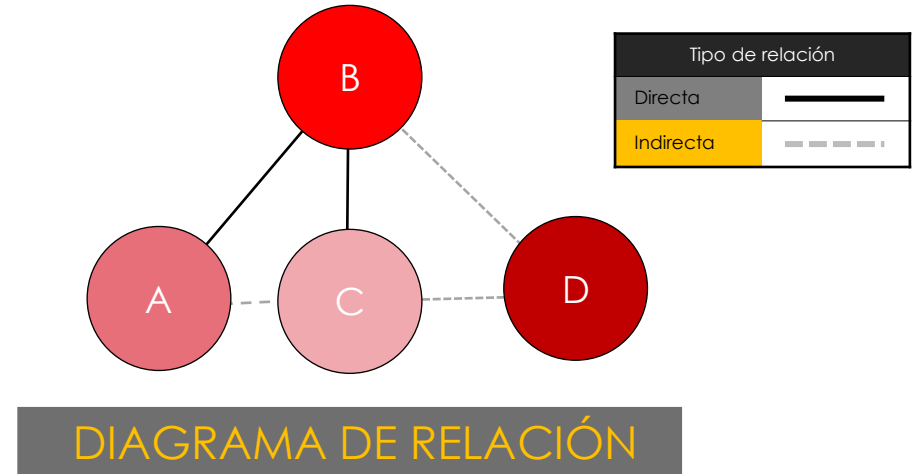 B
Tipo de relación
Directa
Indirecta
A
C
D
DIAGRAMA DE RELACIÓN